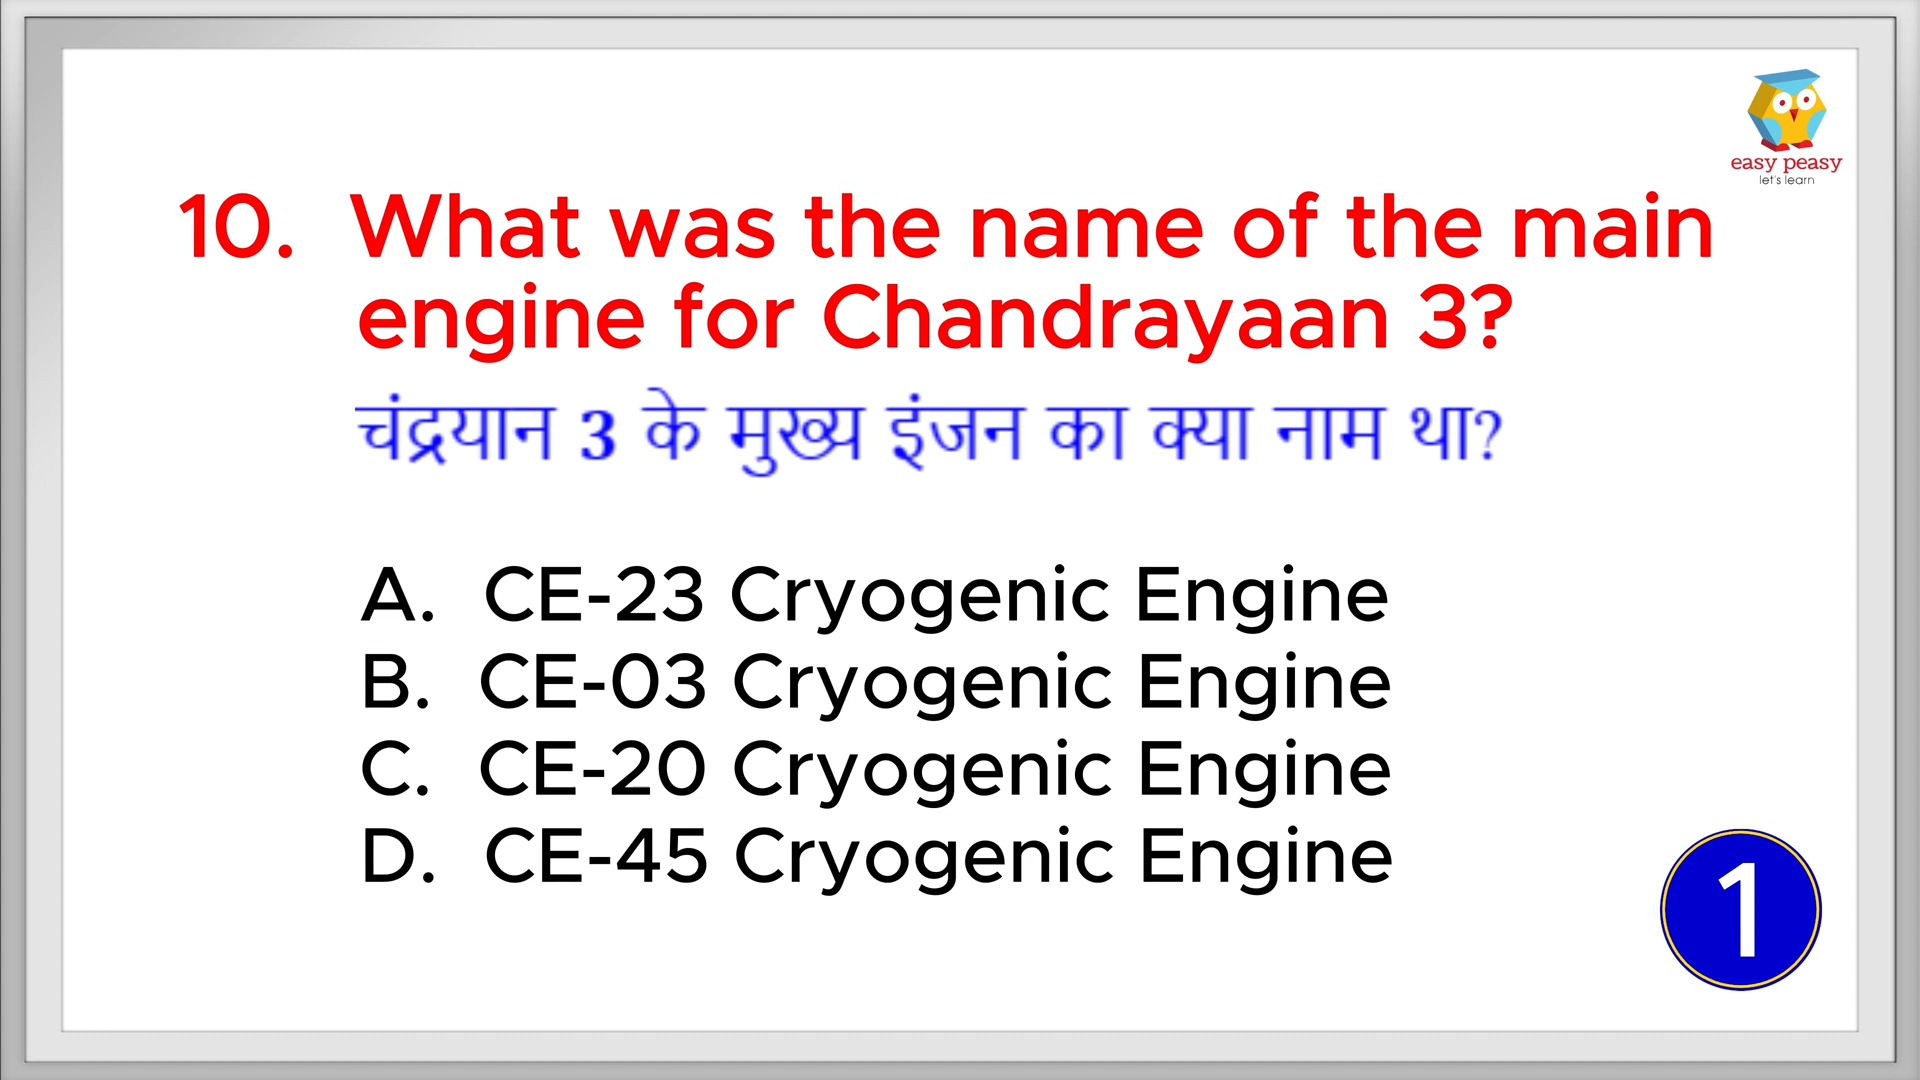 easy peasy
let's learn
10. What was the name of the main
engine for Chandrayaan 3?
चंद्रयान 3 के मुख्य इंजन का क्या नाम था?
A. CE-23 Cryogenic Engine
B. CE-03 Cryogenic Engine
C. CE-20 Cryogenic Engine
D. CE-45 Cryogenic Engine
1